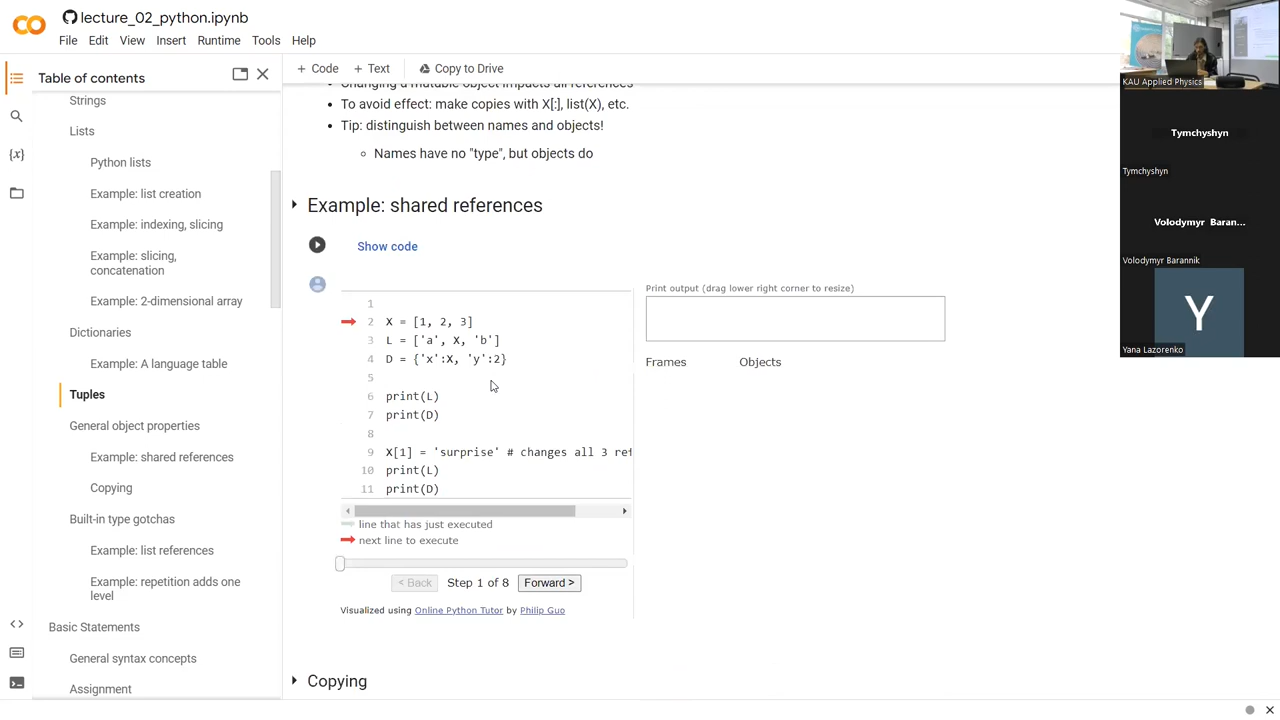 lecture_02_python.ipynb
File Edit View Insert Runtime Tools Help
Table of contents
+ Code + Text Copy to Drive
Strings
Lists
Python lists
Example: list creation
Example: indexing, slicing
Example: slicing,
concatenation
Example: 2-dimensional array
Dictionaries
Example: A language table
Tuples
General object properties
Example: shared references
Copying
Built-in type gotchas
Example: list references
Example: repetition adds one
level
Basic Statements
General syntax concepts
Assignment
Changing a mutable object impacts all references
• To avoid effect: make copies with X[:], list(X), etc.
• Tip: distinguish between names and objects!
Names have no "type", but objects do
Example: shared references
Show code
1
2 X = [1, 2, 3]
3 L = ['a', X, 'b']
4 D = {'x':X, 'y':2}
5
6 print(L)
7 print(D)
8
9 X[1] = 'surprise' # changes all 3 ref
10 print(L)
11 print(D)
line that has just executed
next line to execute
< Back Step 1 of 8 Forward >
Visualized using Online Python Tutor by Philip Guo
Print output (drag lower right corner to resize)
Frames Objects
Copying
KAU Applied Physics
Tymchyshyn
Tymchyshyn
Volodymyr Baran...
Volodymyr Barannik
Y
Yana Lazorenko